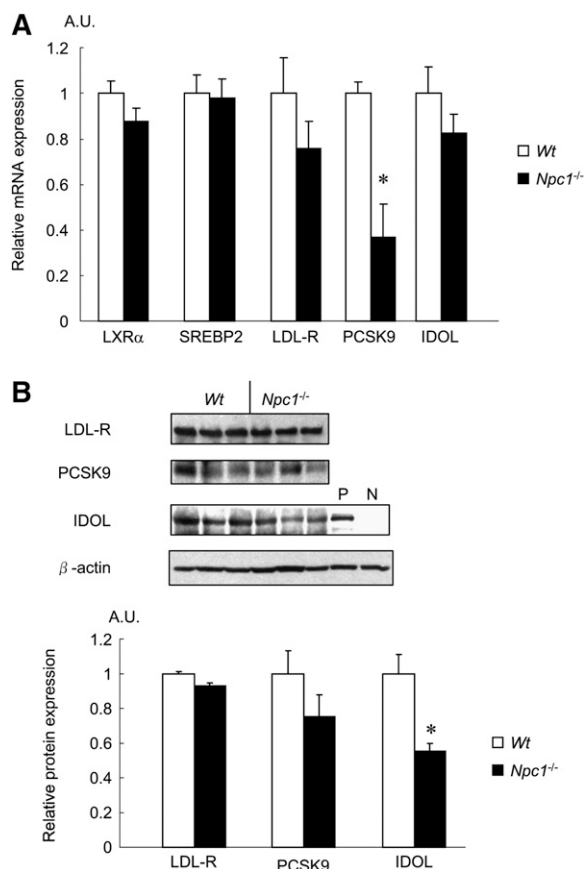 A
A.U.
Relative mRNA expression
1.2
1
0.8
0.6
0.4
0.2
0
*
LXRα SREBP2 LDL-R PCSK9 IDOL
Wt
Npc1-/-
B
Wt Npc1-/-
LDL-R
PCSK9
P N
IDOL
β-actin
A.U.
Relative protein expression
1.2
1
0.8
0.6
0.4
0.2
0
*
LDL-R PCSK9 IDOL
Wt
Npc1-/-